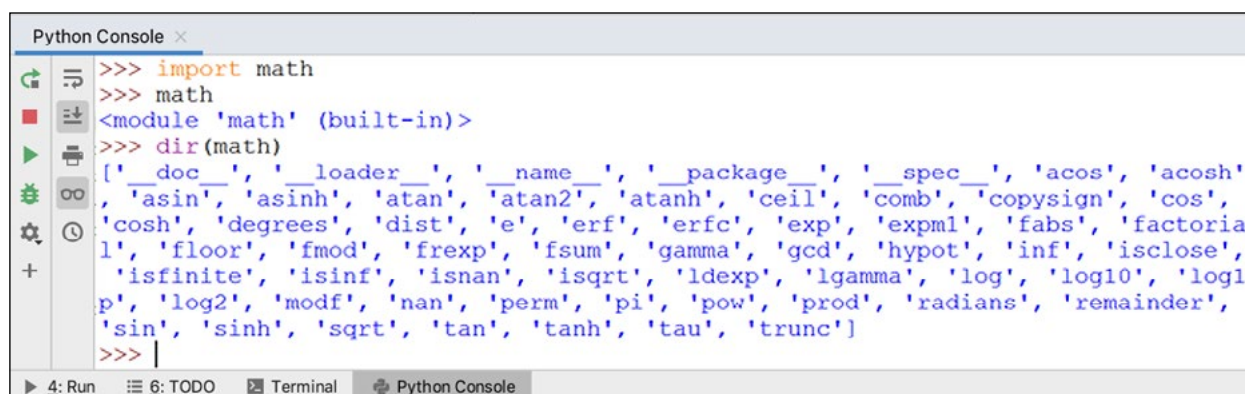 Python Console ×
>>> import math
>>> math
<module 'math' (built-in)>
>>> dir(math)
['__doc__', '__loader__', '__name__', '__package__', '__spec__', 'acos', 'acosh'
, 'asin', 'asinh', 'atan', 'atan2', 'atanh', 'ceil', 'comb', 'copysign', 'cos',
'cosh', 'degrees', 'dist', 'e', 'erf', 'erfc', 'exp', 'expm1', 'fabs', 'factoria
l', 'floor', 'fmod', 'frexp', 'fsum', 'gamma', 'gcd', 'hypot', 'inf', 'isclose',
'isfinite', 'isinf', 'isnan', 'isqrt', 'ldexp', 'lgamma', 'log', 'log10', 'log1
p', 'log2', 'modf', 'nan', 'perm', 'pi', 'pow', 'prod', 'radians', 'remainder',
'sin', 'sinh', 'sqrt', 'tan', 'tanh', 'tau', 'trunc']
>>>
4: Run 6: TODO Terminal Python Console